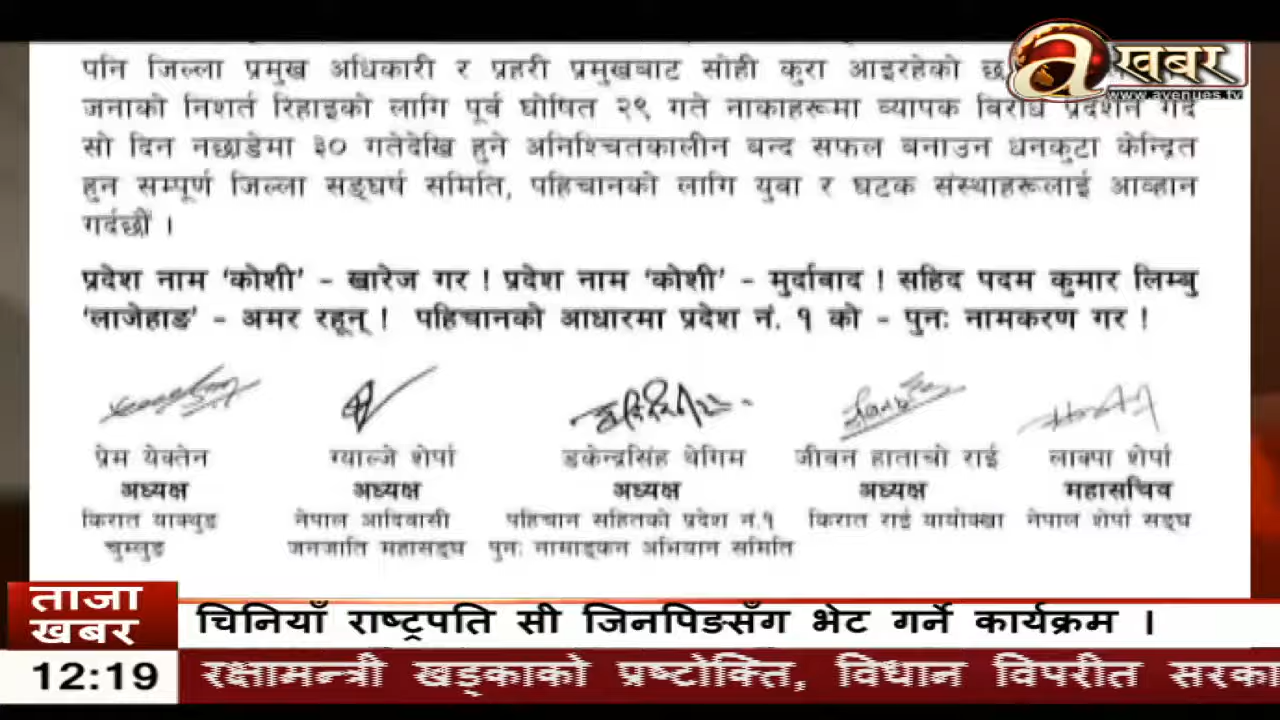 पनि जिल्ला प्रमुख अधिकारी र प्रहरी प्रमुखबाट सोही कुरा आइरहेको
जनाको निशर्त रिहाइको लागि पूर्व घोषित २९ गते नाकाहरूमा व्यापक विरोध प्रदर्शन गर्दै
सो दिन नछाडेमा ३० गतेदेखि हुने अनिश्चितकालीन बन्द सफल बनाउन धनकुटा केन्द्रित
हुन सम्पूर्ण जिल्ला सङ्घर्ष समिति, पहिचानको लागि युबा र घटक संस्थाहरूलाई आव्हान
गर्दछौं ।
प्रदेश नाम ‘कोशी’ - खारेज गर ! प्रदेश नाम ‘कोशी’ - मुर्दाबाद ! सहिद पदम कुमार लिम्बु
‘लाजेहाङ’ - अमर रहून् ! पहिचानको आधारमा प्रदेश नं. १ को - पुनः नामकरण गर !
प्रेम येक्तेन ग्याल्जे शेर्पा डकेन्द्रसिंह थेगिम जीवन हाताचो राई लाक्पा शेर्पा
अध्यक्ष अध्यक्ष अध्यक्ष अध्यक्ष महासचिव
किरात याक्थुङ नेपाल आदिवासी पहिचान सहितको प्रदेश नं.१ किरात राई यायोक्खा नेपाल शेर्पा सङ्घ
चुम्लुङ जनजाति महासङ्घ पुनः नामाङ्कन अभियान समिति
a खबर
www.avenues.tv
ताजा खबर
चिनियाँ राष्ट्रपति सी जिनपिङसँग भेट गर्ने कार्यक्रम ।
12:19
रक्षामन्त्री खड्काको प्रष्टोक्ति, विधान विपरीत सरका